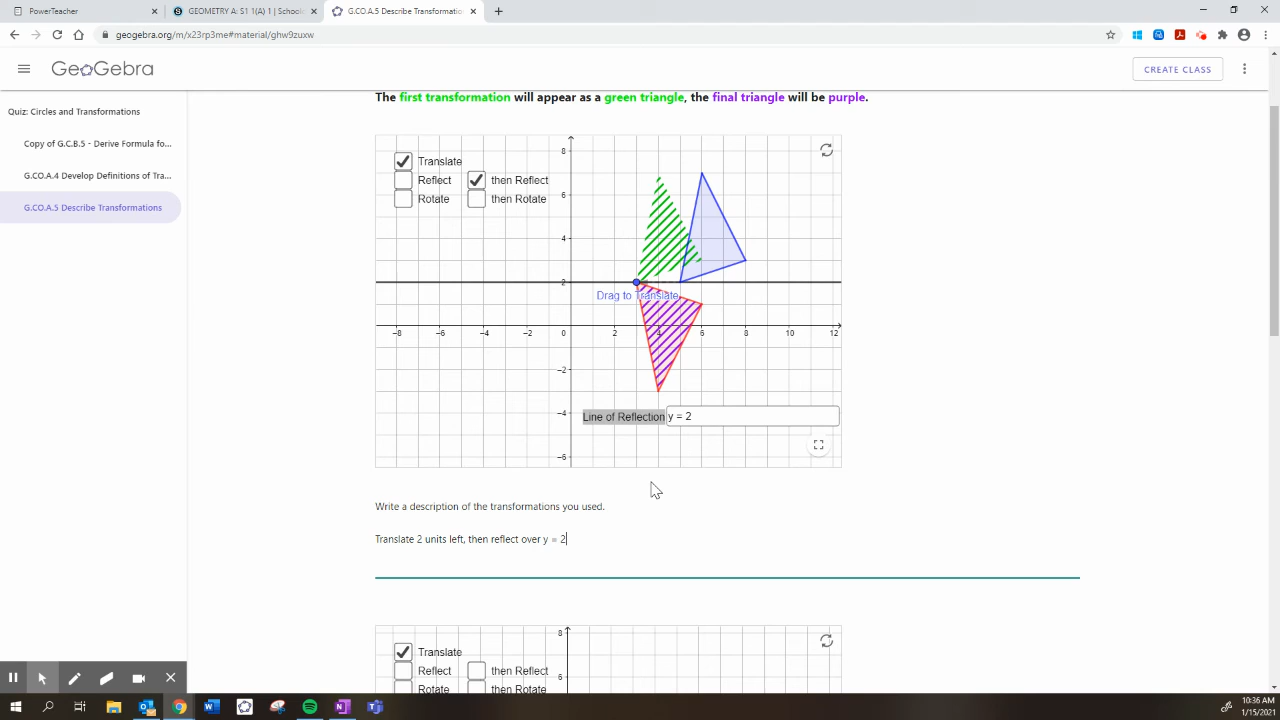 PowerTeacher
GEOMETRY A: S1 1(A) 1 | School
G.CO.A.5 Describe Transformation
geogebra.org/m/x23rp3me#material/ghw9zuxw
GeoGebra
CREATE CLASS
Quiz: Circles and Transformations
Copy of G.C.B.5 - Derive Formula fo...
G.CO.A.4 Develop Definitions of Tra...
G.CO.A.5 Describe Transformations
The first transformation will appear as a green triangle, the final triangle will be purple.
Translate
Reflect then Reflect
Rotate then Rotate
8
6
4
2
Drag to Translate
−8 −6 −4 −2 0 2 4 6 8 10 12
−2
−4
−6
Line of Reflection y = 2
Write a description of the transformations you used.
Translate 2 units left, then reflect over y = 2
Translate
Reflect then Reflect
Rotate then Rotate
8
6
10:36 AM
1/15/2021